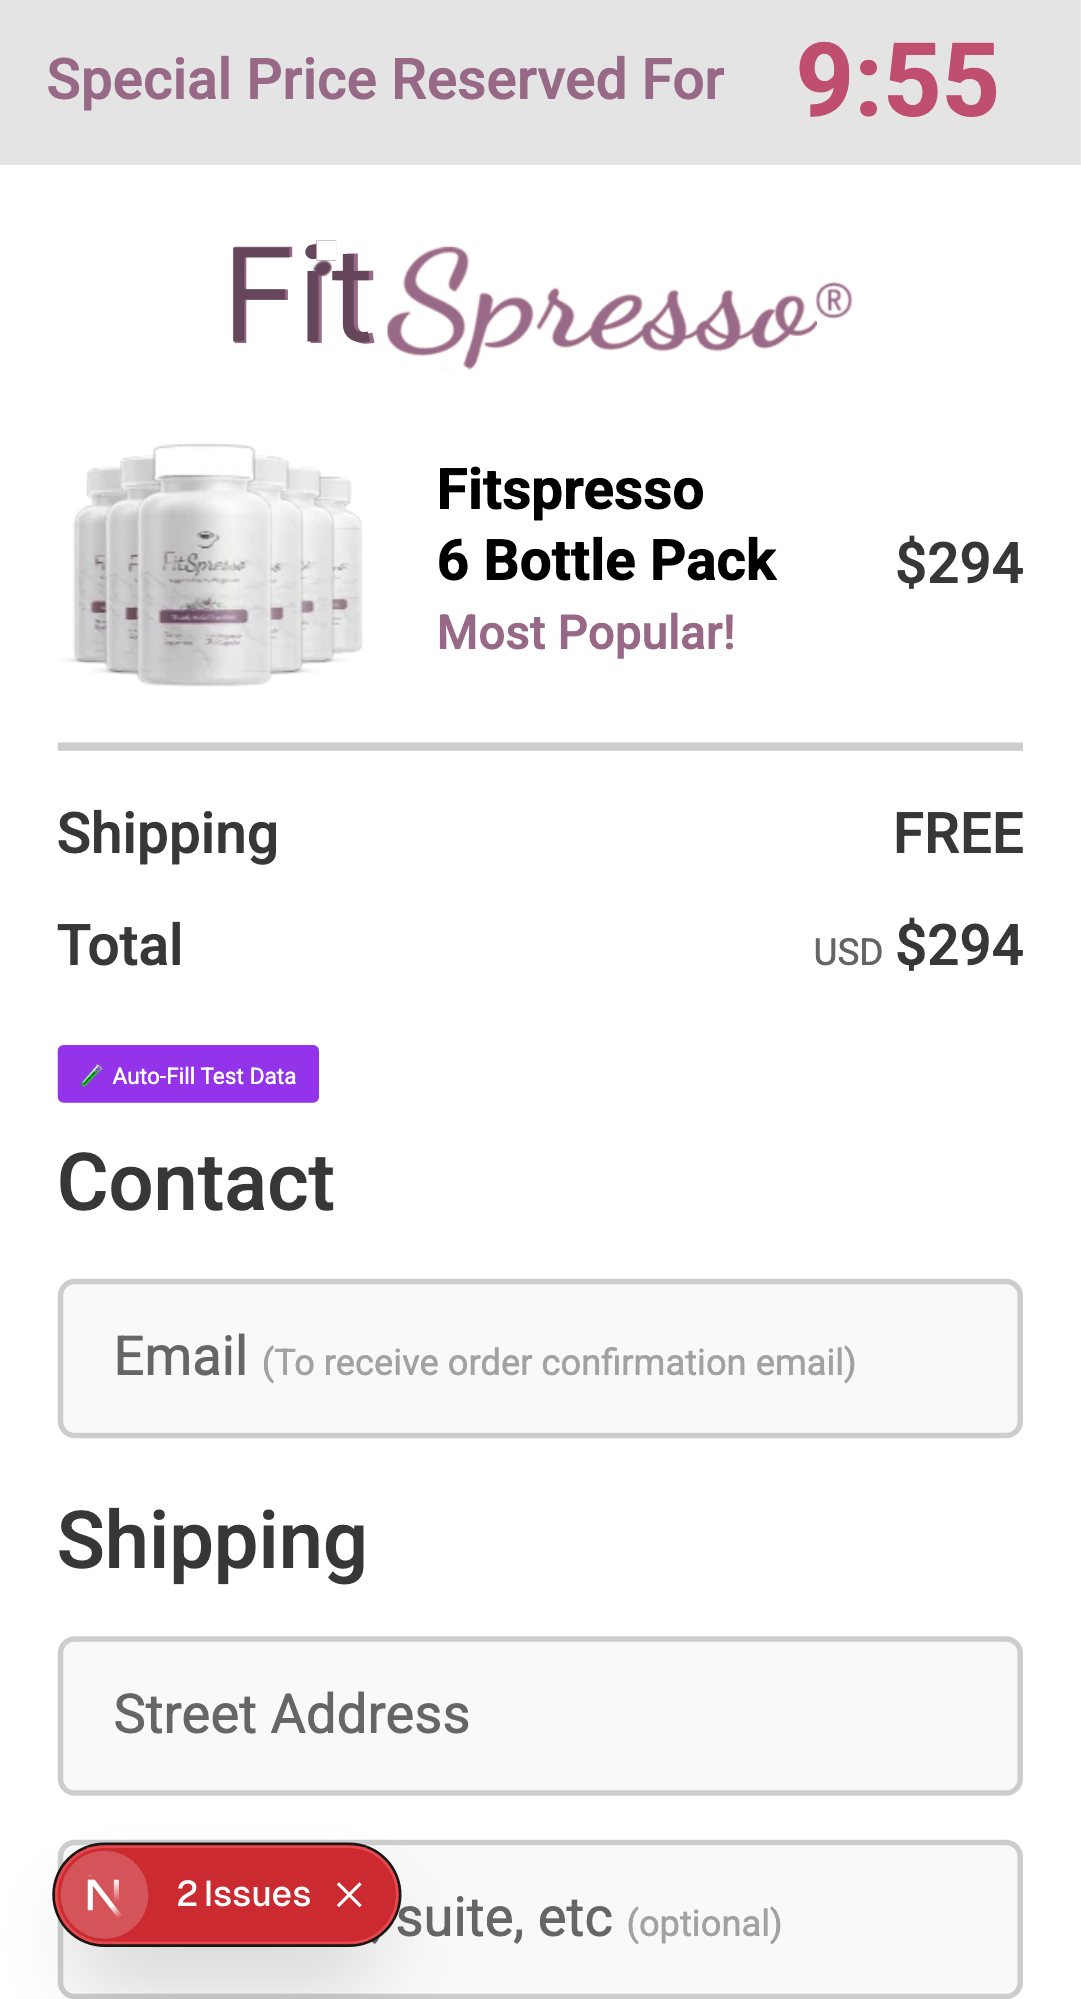 Special Price Reserved For 9:55
FitSpresso®
FitSpresso
Fitspresso
6 Bottle Pack
$294
Most Popular!
Shipping FREE
Total USD $294
Auto-Fill Test Data
Contact
Email (To receive order confirmation email)
Shipping
Street Address
2 Issues
suite, etc (optional)